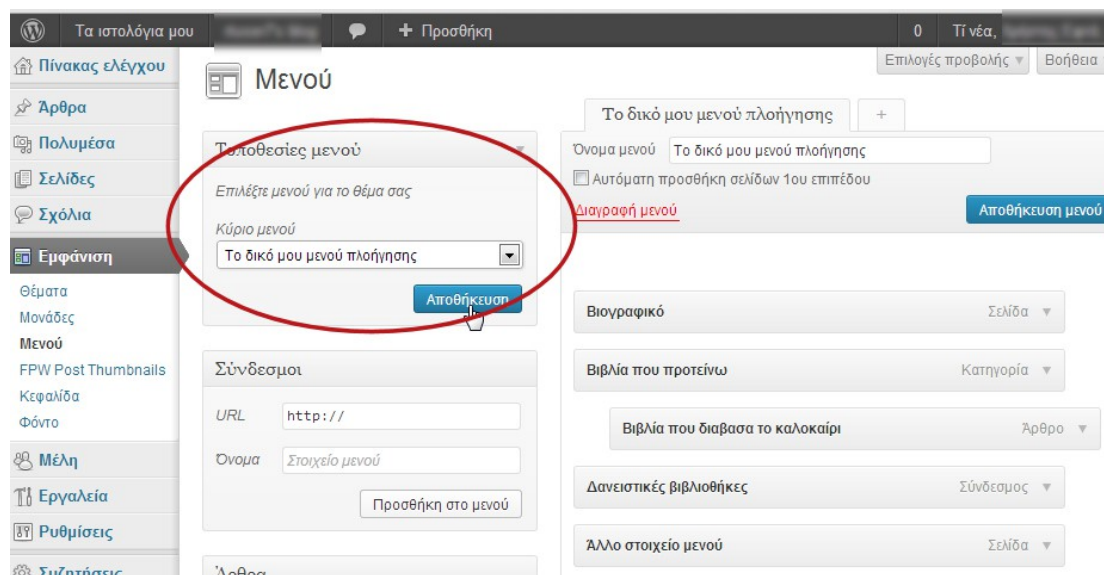 Τα ιστολόγια μου
Προσθήκη
0 Τί νέα,
Πίνακας ελέγχου
Άρθρα
Πολυμέσα
Σελίδες
Σχόλια
Εμφάνιση
Θέματα
Μονάδες
Μενού
FPW Post Thumbnails
Κεφαλίδα
Φόντο
Μέλη
Εργαλεία
Ρυθμίσεις
Συζητήσεις
Μενού
Επιλογές προβολής
Βοήθεια
Τοποθεσίες μενού
Επιλέξτε μενού για το θέμα σας
Κύριο μενού
Το δικό μου μενού πλοήγησης
Αποθήκευση
Σύνδεσμοι
URL http://
Όνομα Στοιχείο μενού
Προσθήκη στο μενού
Άρθρα
Το δικό μου μενού πλοήγησης +
Όνομα μενού Το δικό μου μενού πλοήγησης
Αυτόματη προσθήκη σελίδων 1ου επιπέδου
Διαγραφή μενού Αποθήκευση μενού
Βιογραφικό Σελίδα
Βιβλία που προτείνω Κατηγορία
Βιβλία που διαβασα το καλοκαίρι Άρθρο
Δανειστικές βιβλιοθήκες Σύνδεσμος
Άλλο στοιχείο μενού Σελίδα